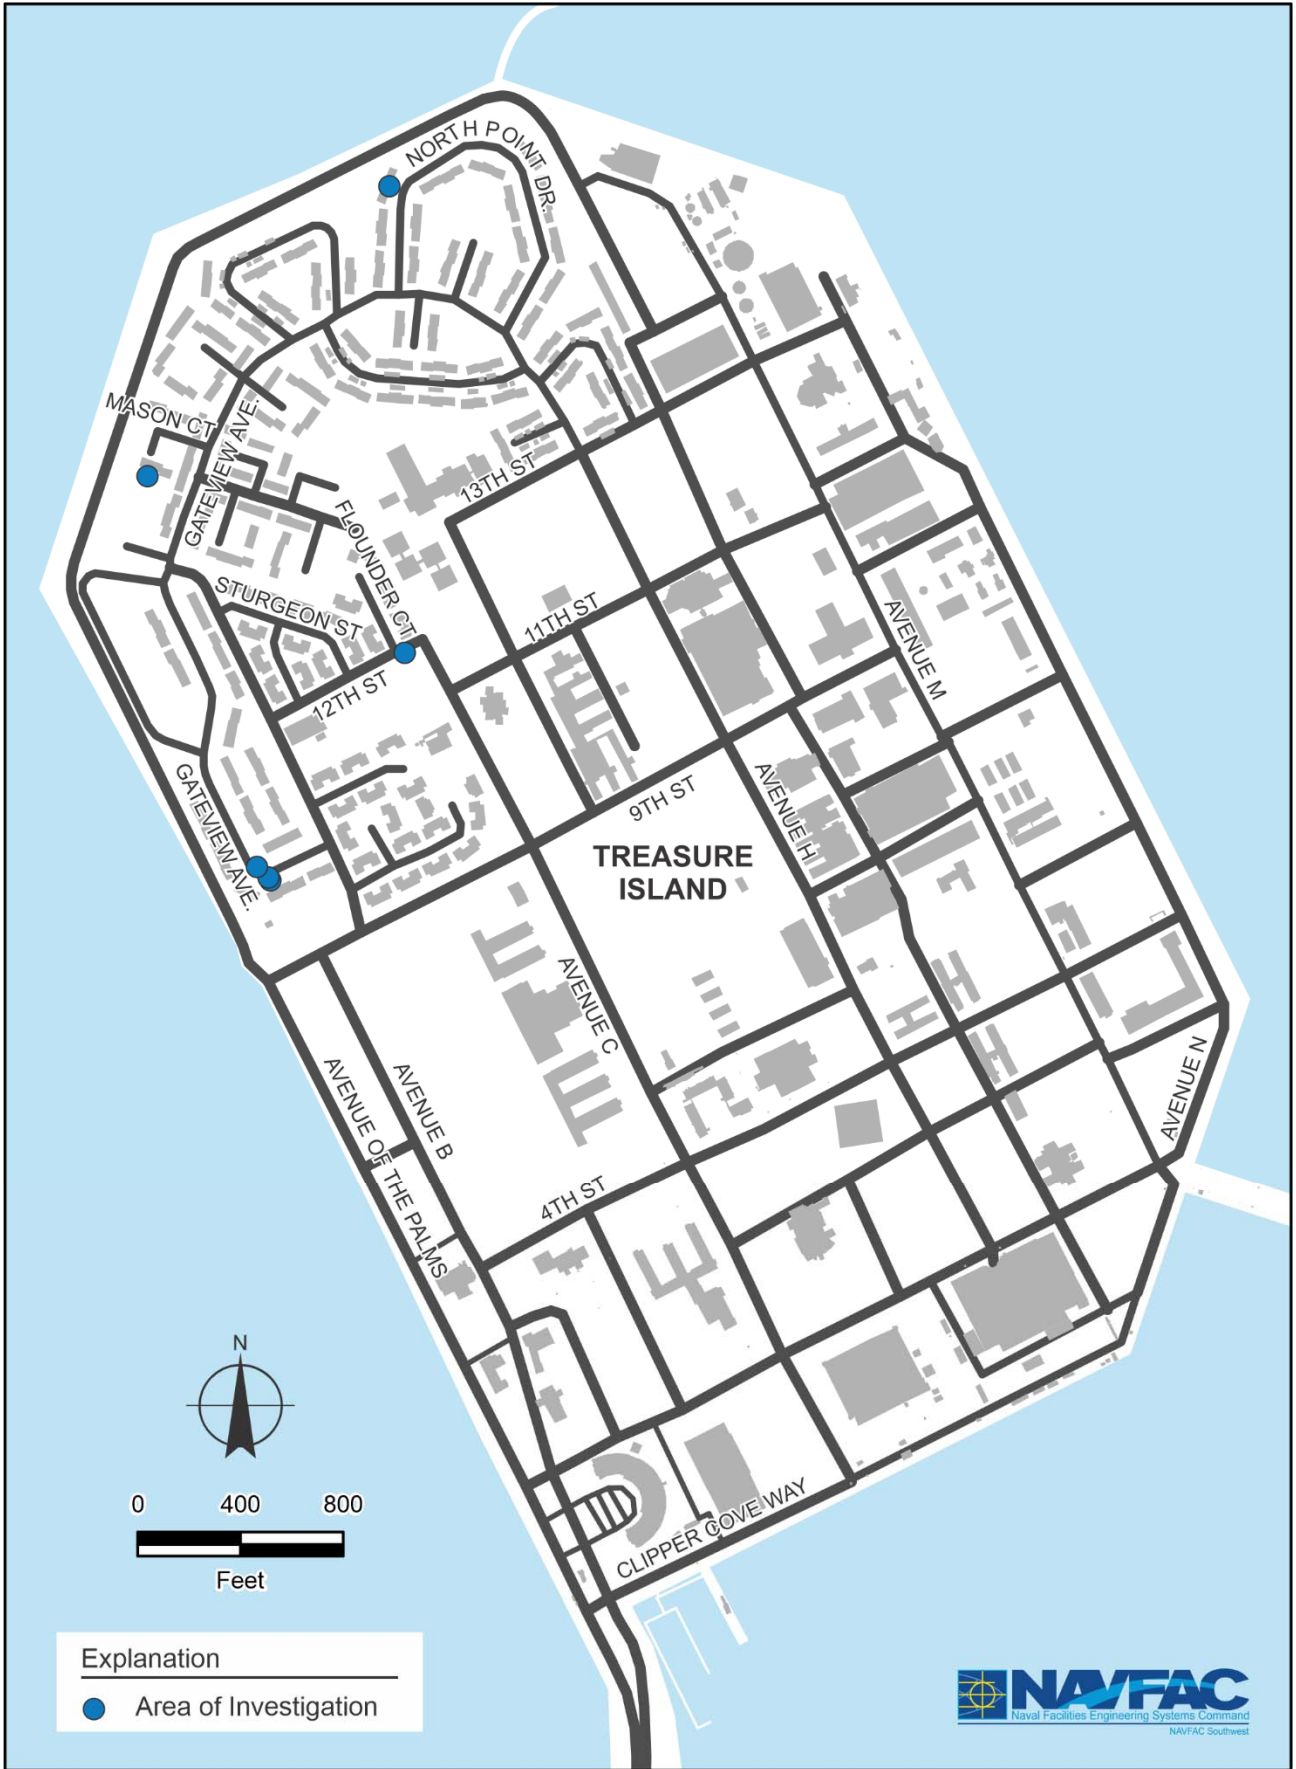 NORTH POINT DR.
MASON CT
GATEVIEW AVE.
13TH ST
FLOUNDER CT
STURGEON ST
11TH ST
12TH ST
AVENUE M
GATEVIEW AVE.
9TH ST
AVENUE H
TREASURE
ISLAND
AVENUE C
AVENUE B
AVENUE OF THE PALMS
AVENUE N
4TH ST
CLIPPER COVE WAY
N
0 400 800
Feet
Explanation
Area of Investigation
NAVFAC
Naval Facilities Engineering Systems Command
NAVFAC Southwest